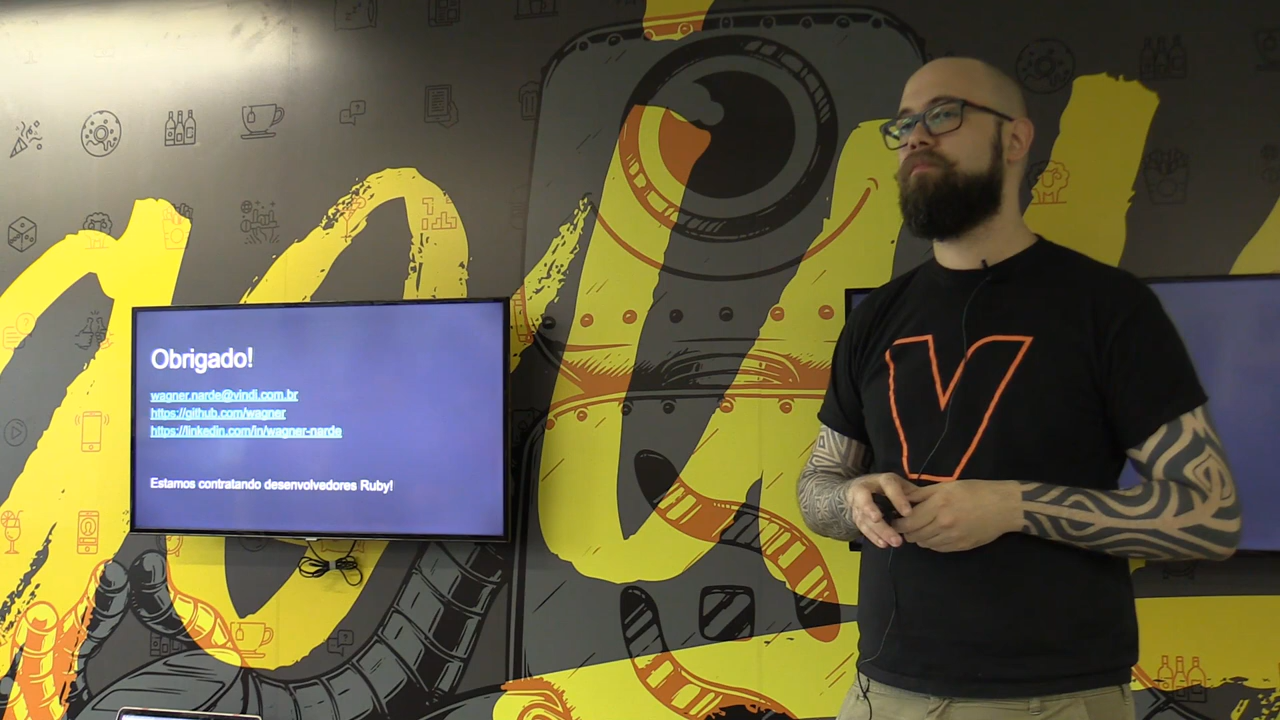 Obrigado!
wagner.narde@vindi.com.br
https://github.com/wagner
https://linkedin.com/in/wagner-narde
Estamos contratando desenvolvedores Ruby!
V